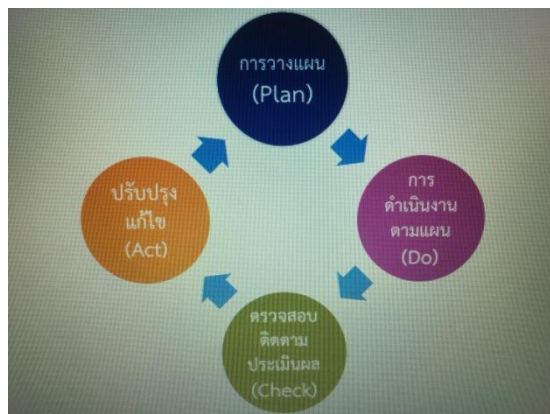 การวางแผน
(Plan)
การ
ดำเนินงาน
ตามแผน
(Do)
ตรวจสอบ
ติดตาม
ประเมินผล
(Check)
ปรับปรุง
แก้ไข
(Act)